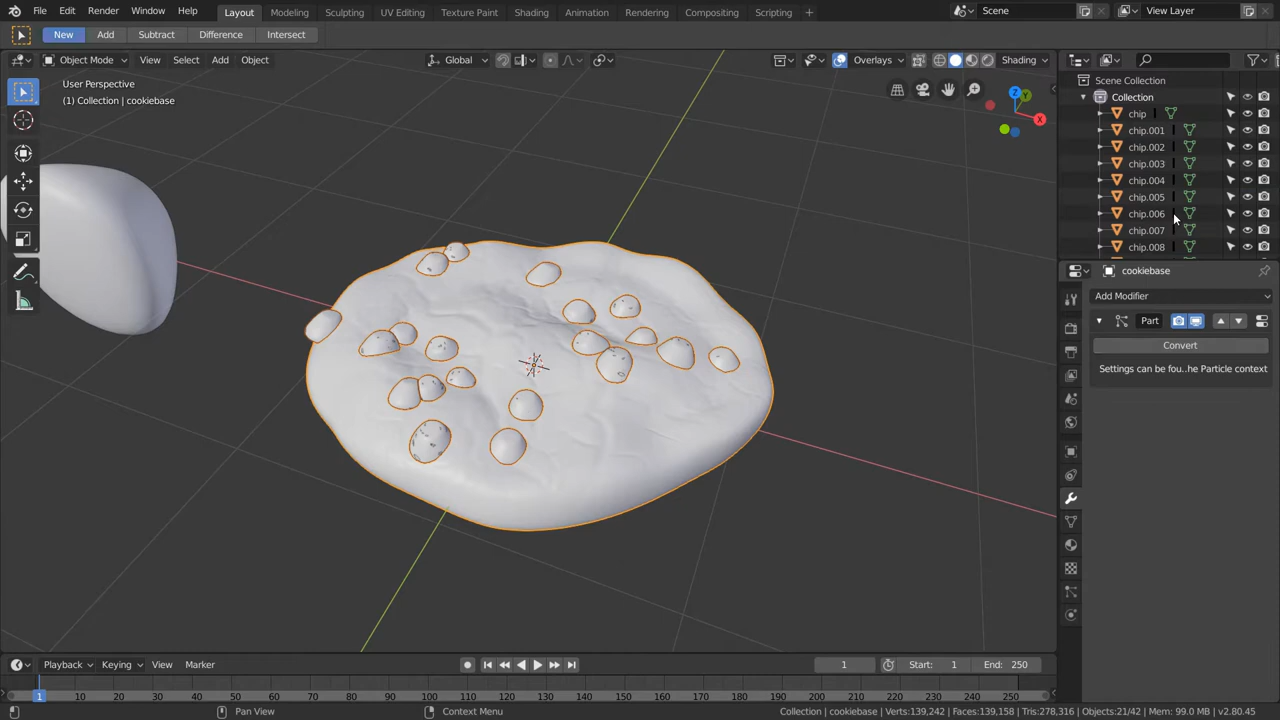 File Edit Render Window Help Layout Modeling Sculpting UV Editing Texture Paint Shading Animation Rendering Compositing Scripting + Scene View Layer
New Add Subtract Difference Intersect
Object Mode View Select Add Object Global Overlays Shading
User Perspective
(1) Collection | cookiebase
Z
Y
X
Scene Collection
Collection
chip
chip.001
chip.002
chip.003
chip.004
chip.005
chip.006
chip.007
chip.008
cookiebase
Add Modifier
Part
Convert
Settings can be fou..he Particle context
Playback Keying View Marker 1 Start: 1 End: 250
1 10 20 30 40 50 60 70 80 90 100 110 120 130 140 150 160 170 180 190 200 210 220 230 240 250
Pan View Context Menu Collection | cookiebase | Verts:139,242 | Faces:139,158 | Tris:278,316 | Objects:21/42 | Mem: 99.0 MB | v2.80.45